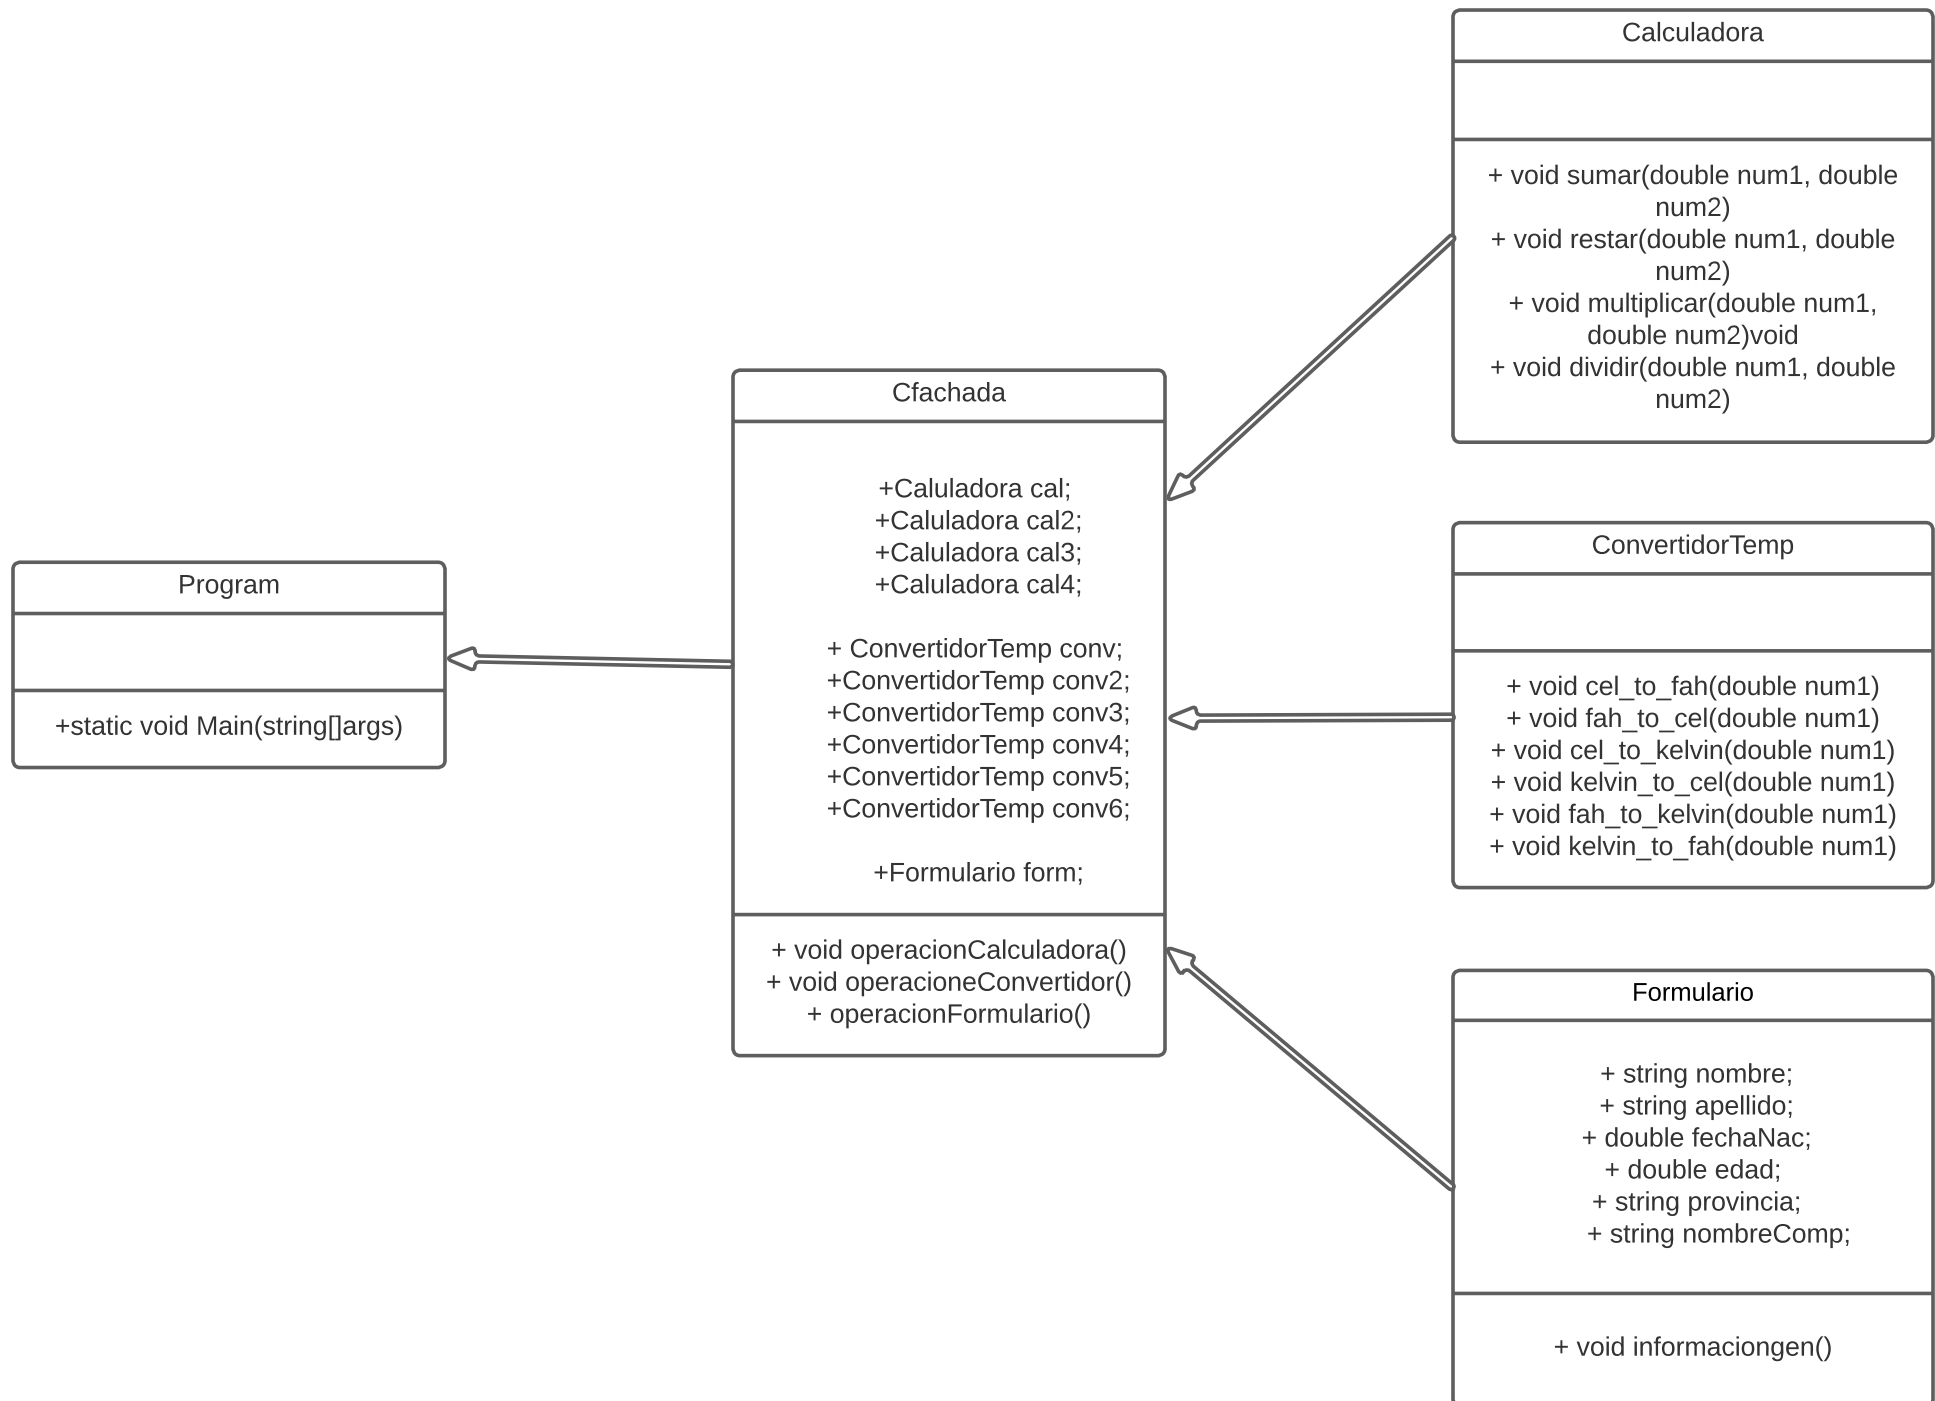 Program
+static void Main(string[]args)
Cfachada
+Caluladora cal;
+Caluladora cal2;
+Caluladora cal3;
+Caluladora cal4;
+ ConvertidorTemp conv;
+ConvertidorTemp conv2;
+ConvertidorTemp conv3;
+ConvertidorTemp conv4;
+ConvertidorTemp conv5;
+ConvertidorTemp conv6;
+Formulario form;
+ void operacionCalculadora()
+ void operacioneConvertidor()
+ operacionFormulario()
Calculadora
+ void sumar(double num1, double
num2)
+ void restar(double num1, double
num2)
+ void multiplicar(double num1,
double num2)void
+ void dividir(double num1, double
num2)
ConvertidorTemp
+ void cel_to_fah(double num1)
+ void fah_to_cel(double num1)
+ void cel_to_kelvin(double num1)
+ void kelvin_to_cel(double num1)
+ void fah_to_kelvin(double num1)
+ void kelvin_to_fah(double num1)
Formulario
+ string nombre;
+ string apellido;
+ double fechaNac;
+ double edad;
+ string provincia;
+ string nombreComp;
+ void informaciongen()